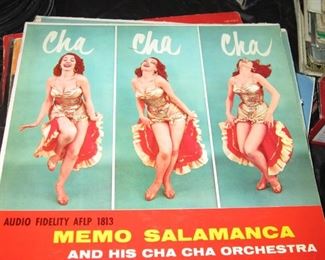 Cha Cha Cha
AUDIO FIDELITY AFLP 1813
MEMO SALAMANCA
AND HIS CHA CHA ORCHESTRA